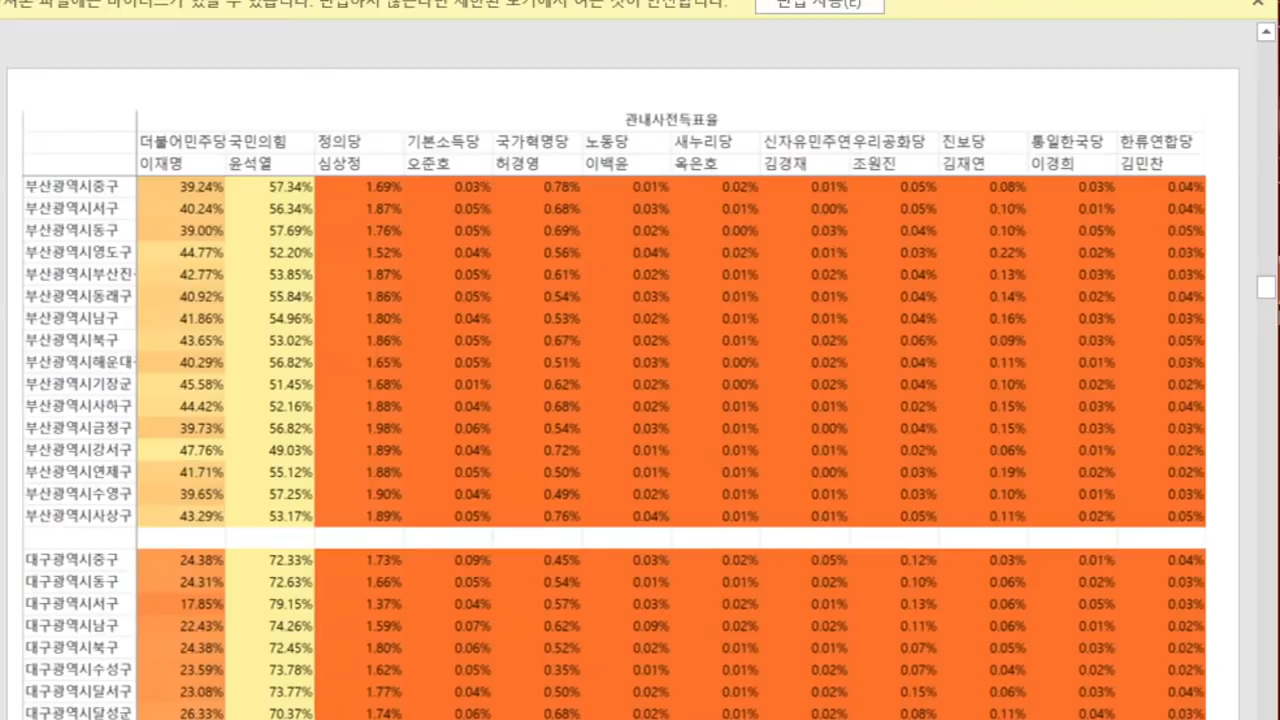 관내사전득표율
더불어민주당 국민의힘 정의당 기본소득당 국가혁명당 노동당 새누리당 신자유민주연 우리공화당 진보당 통일한국당 한류연합당
이재명 윤석열 심상정 오준호 허경영 이백윤 옥은호 김경재 조원진 김재연 이경희 김민찬
부산광역시중구 39.24% 57.34% 1.69% 0.03% 0.78% 0.01% 0.02% 0.01% 0.05% 0.08% 0.03% 0.04%
부산광역시서구 40.24% 56.34% 1.87% 0.05% 0.68% 0.03% 0.01% 0.00% 0.05% 0.10% 0.01% 0.04%
부산광역시동구 39.00% 57.69% 1.76% 0.05% 0.69% 0.02% 0.00% 0.03% 0.04% 0.10% 0.05% 0.05%
부산광역시영도구 44.77% 52.20% 1.52% 0.04% 0.56% 0.04% 0.02% 0.01% 0.03% 0.22% 0.02% 0.03%
부산광역시부산진 42.77% 53.85% 1.87% 0.05% 0.61% 0.02% 0.01% 0.02% 0.04% 0.13% 0.03% 0.03%
부산광역시동래구 40.92% 55.84% 1.86% 0.05% 0.54% 0.03% 0.01% 0.01% 0.04% 0.14% 0.02% 0.04%
부산광역시남구 41.86% 54.96% 1.80% 0.04% 0.53% 0.02% 0.01% 0.01% 0.04% 0.16% 0.03% 0.03%
부산광역시북구 43.65% 53.02% 1.86% 0.05% 0.67% 0.02% 0.01% 0.02% 0.06% 0.09% 0.03% 0.05%
부산광역시해운대 40.29% 56.82% 1.65% 0.05% 0.51% 0.03% 0.00% 0.02% 0.04% 0.11% 0.01% 0.03%
부산광역시기장군 45.58% 51.45% 1.68% 0.01% 0.62% 0.02% 0.00% 0.02% 0.04% 0.10% 0.02% 0.02%
부산광역시사하구 44.42% 52.16% 1.88% 0.04% 0.68% 0.02% 0.01% 0.01% 0.02% 0.15% 0.03% 0.04%
부산광역시금정구 39.73% 56.82% 1.98% 0.06% 0.54% 0.03% 0.01% 0.00% 0.04% 0.15% 0.03% 0.03%
부산광역시강서구 47.76% 49.03% 1.89% 0.04% 0.72% 0.01% 0.01% 0.01% 0.02% 0.06% 0.01% 0.02%
부산광역시연제구 41.71% 55.12% 1.88% 0.05% 0.50% 0.01% 0.01% 0.00% 0.03% 0.19% 0.02% 0.02%
부산광역시수영구 39.65% 57.25% 1.90% 0.04% 0.49% 0.02% 0.01% 0.01% 0.03% 0.10% 0.01% 0.03%
부산광역시사상구 43.29% 53.17% 1.89% 0.05% 0.76% 0.04% 0.01% 0.01% 0.05% 0.11% 0.02% 0.05%
대구광역시중구 24.38% 72.33% 1.73% 0.09% 0.45% 0.03% 0.02% 0.05% 0.12% 0.03% 0.01% 0.04%
대구광역시동구 24.31% 72.63% 1.66% 0.05% 0.54% 0.01% 0.01% 0.02% 0.10% 0.06% 0.02% 0.03%
대구광역시서구 17.85% 79.15% 1.37% 0.04% 0.57% 0.03% 0.02% 0.01% 0.13% 0.06% 0.05% 0.03%
대구광역시남구 22.43% 74.26% 1.59% 0.07% 0.62% 0.09% 0.02% 0.02% 0.11% 0.06% 0.01% 0.02%
대구광역시북구 24.38% 72.45% 1.80% 0.06% 0.52% 0.02% 0.01% 0.01% 0.07% 0.05% 0.03% 0.02%
대구광역시수성구 23.59% 73.78% 1.62% 0.05% 0.35% 0.01% 0.01% 0.02% 0.07% 0.04% 0.02% 0.02%
대구광역시달서구 23.08% 73.77% 1.77% 0.04% 0.50% 0.02% 0.01% 0.01% 0.15% 0.06% 0.03% 0.04%
대구광역시달성군 26.33% 70.37% 1.74% 0.06% 0.68% 0.02% 0.01% 0.02% 0.08% 0.11% 0.04% 0.03%